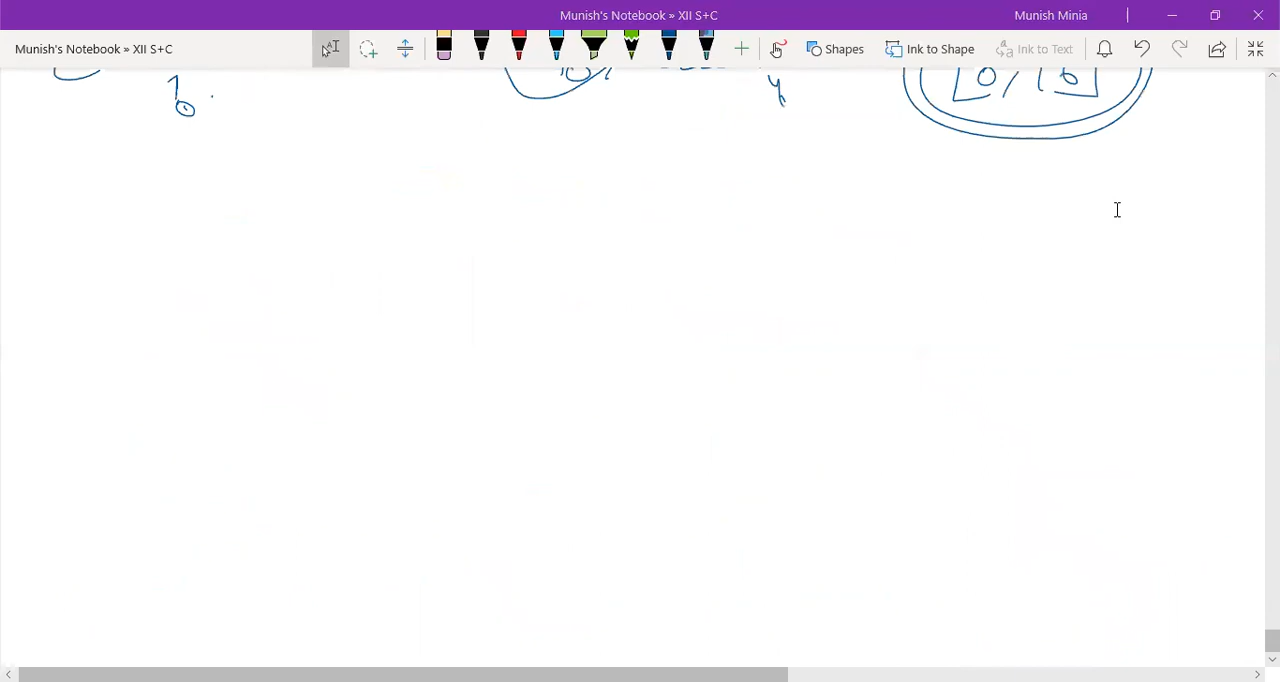 Munish's Notebook » XII S+C
Munish Minia
Munish's Notebook » XII S+C
Shapes
Ink to Shape
Ink to Text
y